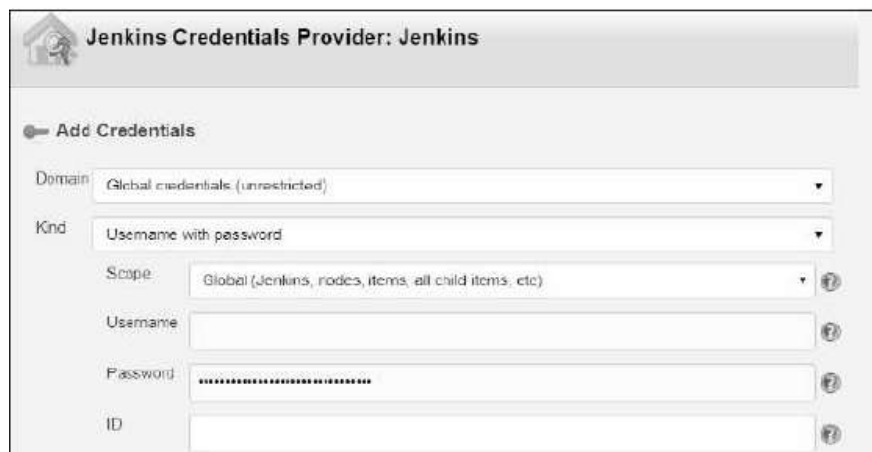 Jenkins Credentials Provider: Jenkins
Add Credentials
Domain Global credentials (unrestricted)
Kind Username with password
Scope Global (Jenkins, nodes, items, all child items, etc)
Username
Password ••••••••••••••••••••••••••••••••
ID